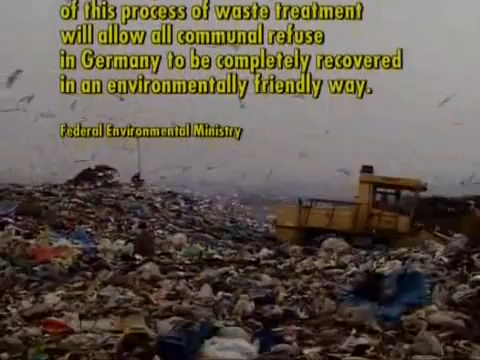 of this process of waste treatment
will allow all communal refuse
in Germany to be completely recovered
in an environmentally friendly way.
Federal Environmental Ministry